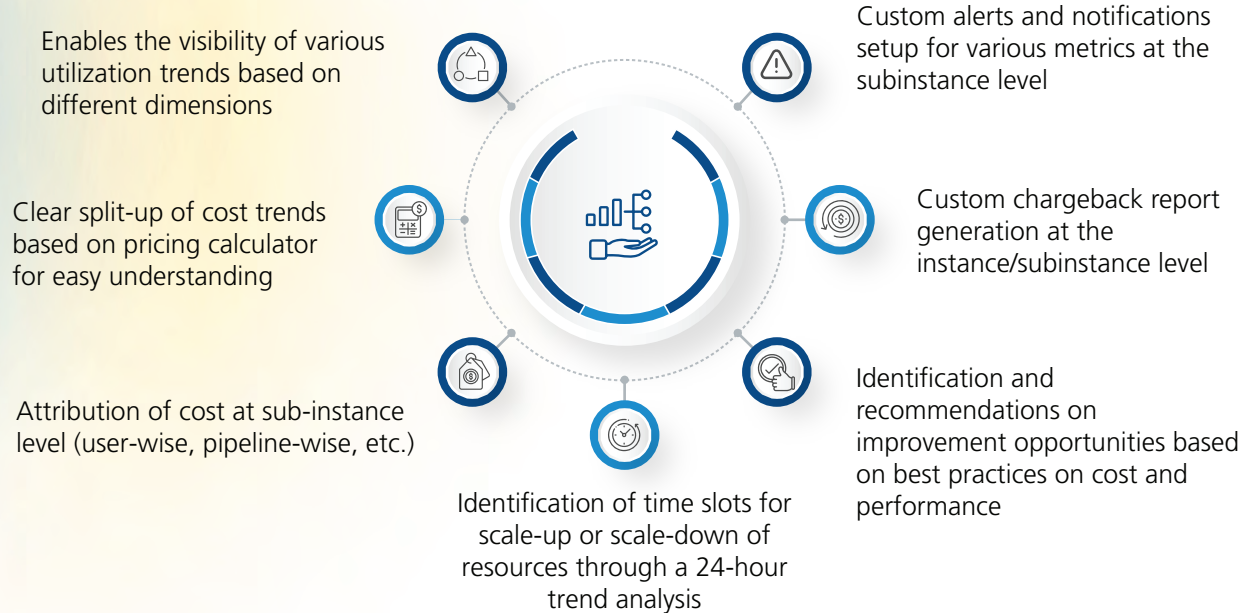 Enables the visibility of various
utilization trends based on
different dimensions
Clear split-up of cost trends
based on pricing calculator
for easy understanding
Attribution of cost at sub-instance
level (user-wise, pipeline-wise, etc.)
Identification of time slots for
scale-up or scale-down of
resources through a 24-hour
trend analysis
Custom alerts and notifications
setup for various metrics at the
subinstance level
Custom chargeback report
generation at the
instance/subinstance level
Identification and
recommendations on
improvement opportunities based
on best practices on cost and
performance